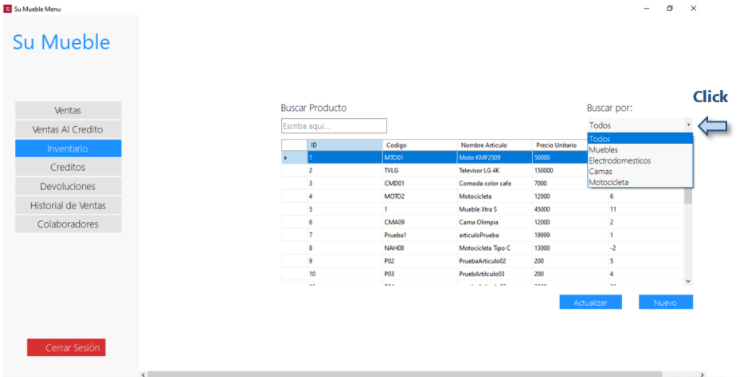 Su Mueble Menu
Su Mueble
Ventas
Ventas Al Credito
Inventario
Creditos
Devoluciones
Historial de Ventas
Colaboradores
Cerrar Sesión
Buscar Producto
Escriba aqui...
Buscar por:
Click
Todos
Todos
Muebles
Electrodomesticos
Camas
Motocicleta
ID Codigo Nombre Articulo Precio Unitario
1 MTO01 Moto KMF2509 50000
2 TVLG Televisor LG 4K 150000
3 CMD01 Comoda color cafe 7000
4 MOTO2 Motocicleta 12000 6
5 1 Mueble Xtra S 45000 11
6 CMA09 Cama Olimpia 12000 2
7 Prueba1 articuloPrueba 19999 1
8 NAH08 Motocicleta Tipo C 13000 -2
9 P02 PruebaArticulo02 200 5
10 P03 PruebArtilculo03 200 4
Actualizar Nuevo